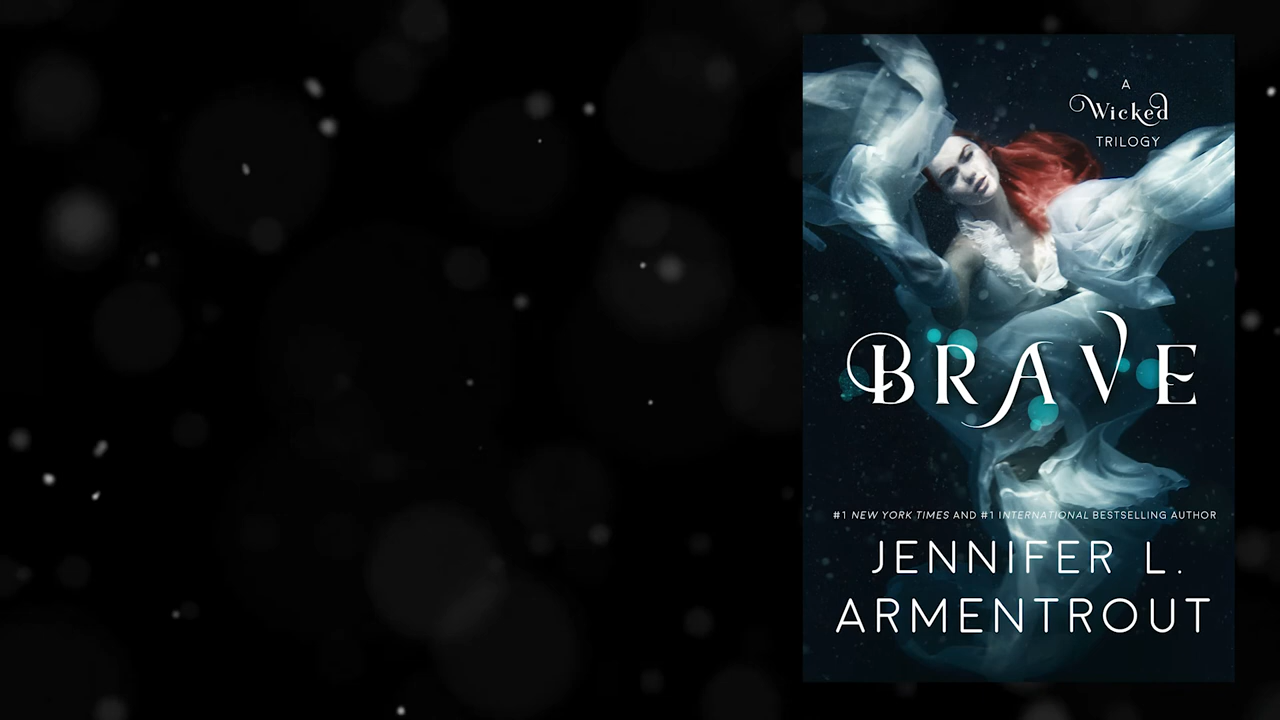 A
Wicked
TRILOGY
BRAVE
#1 NEW YORK TIMES AND #1 INTERNATIONAL BESTSELLING AUTHOR
JENNIFER L.
ARMENTROUT